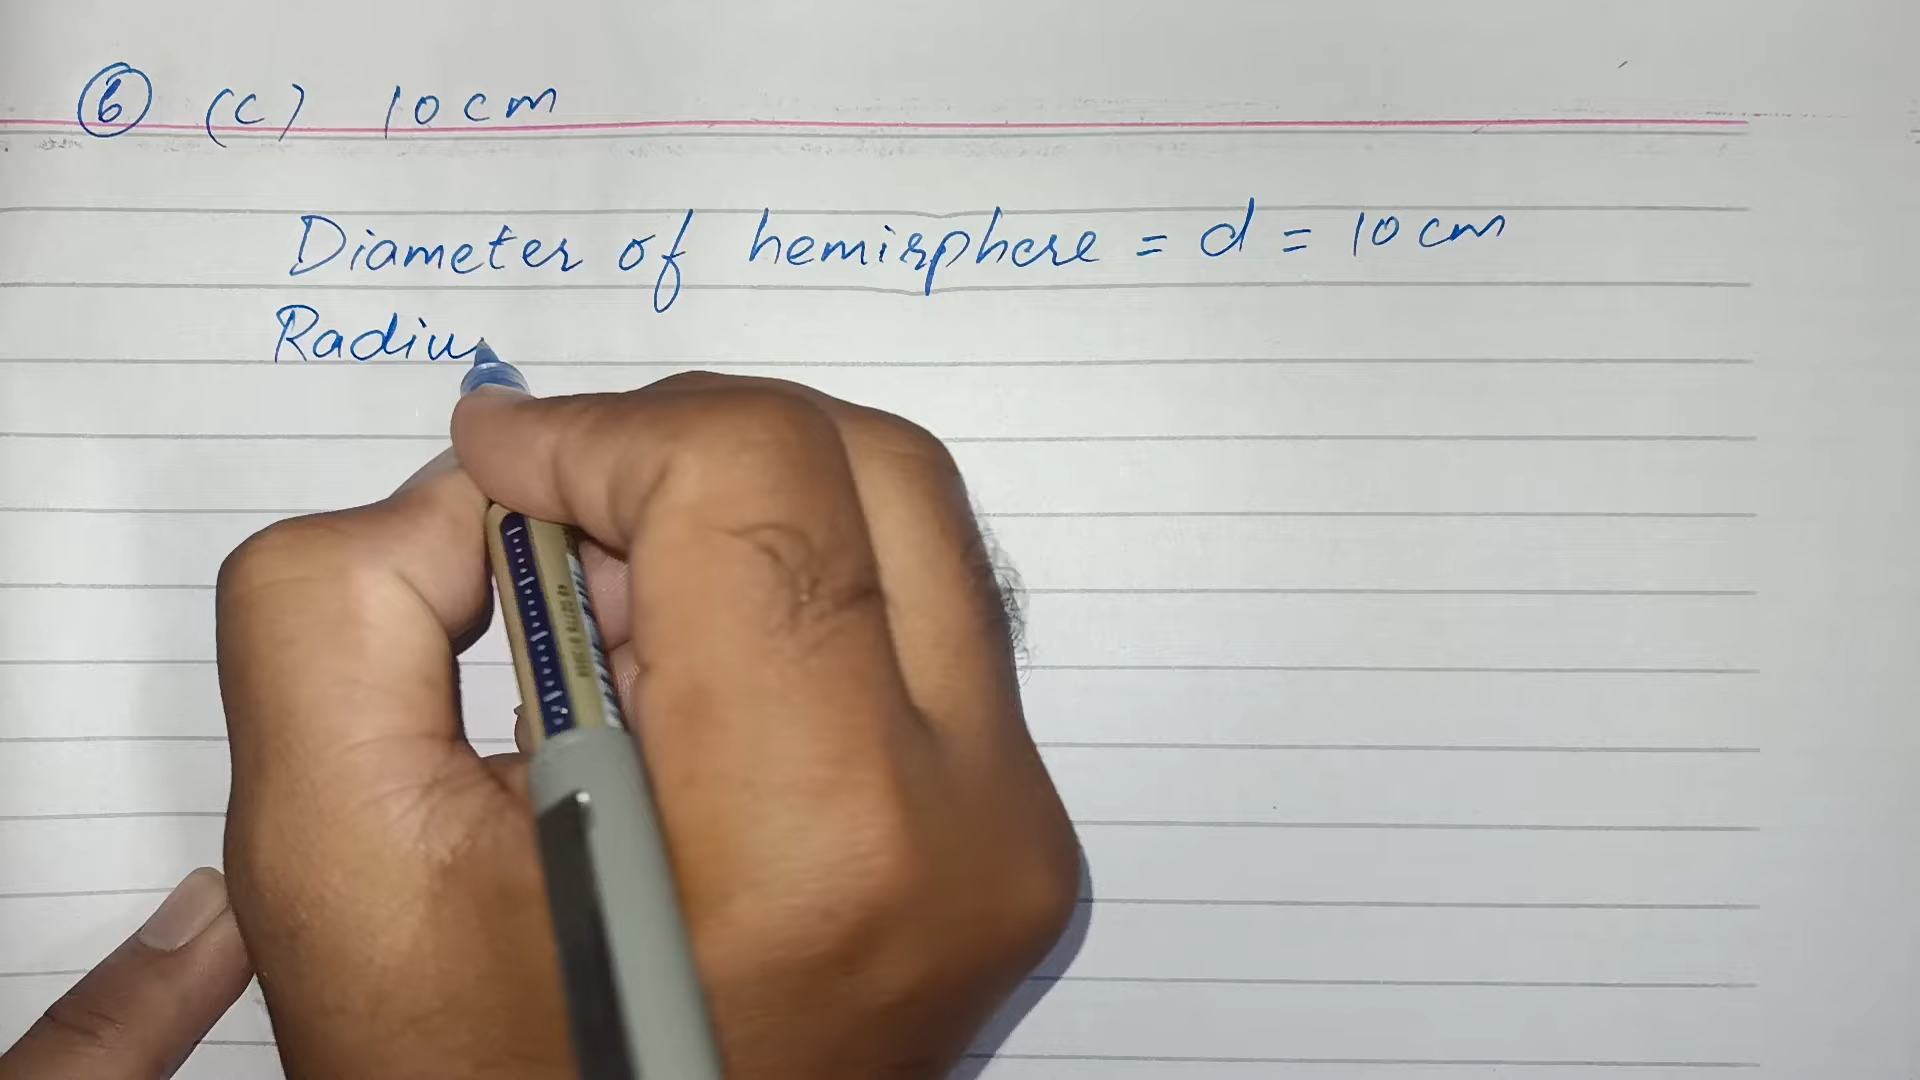 6 (c) 10 cm
Diameter of hemisphere = d = 10 cm
Radiu